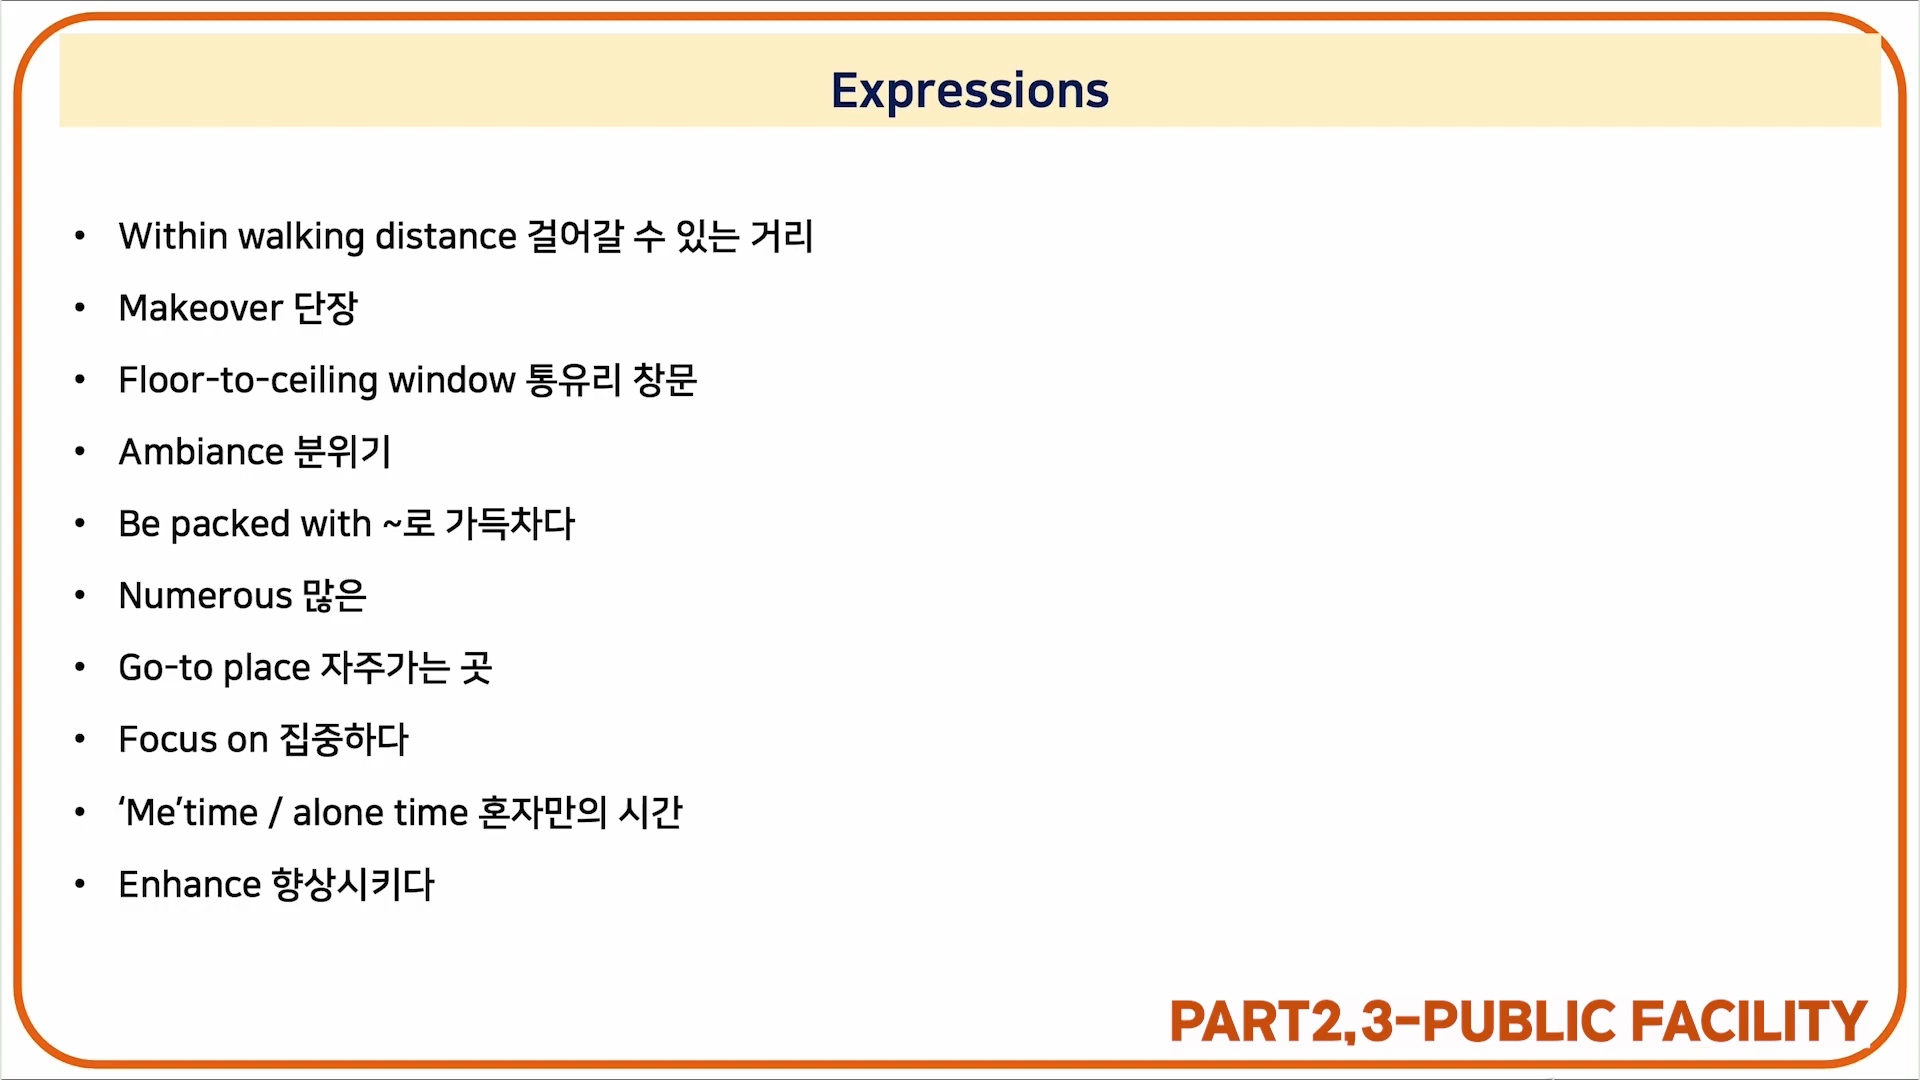 Expressions
• Within walking distance 걸어갈 수 있는 거리
• Makeover 단장
• Floor-to-ceiling window 통유리 창문
• Ambiance 분위기
• Be packed with ~로 가득차다
• Numerous 많은
• Go-to place 자주가는 곳
• Focus on 집중하다
• ‘Me’time / alone time 혼자만의 시간
• Enhance 향상시키다
PART2,3-PUBLIC FACILITY